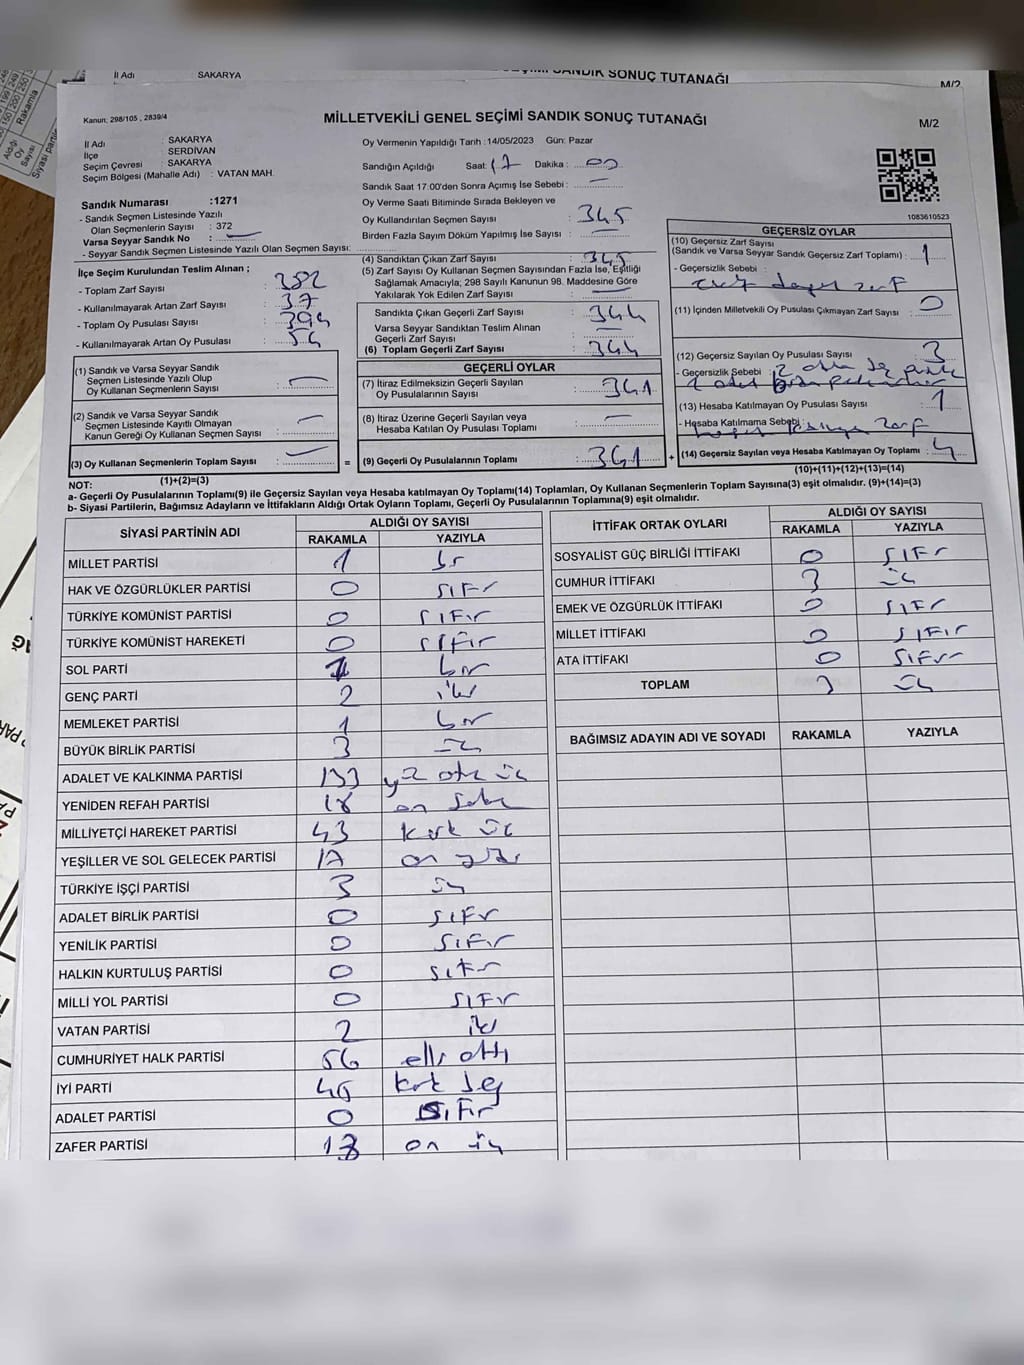 İl Adı SAKARYA
SANDIK SONUÇ TUTANAĞI
M/2
Rakamla
Aldığı Oy Sayısı
Siyasi partile
Kanun: 298/105 , 2839/4
MİLLETVEKİLİ GENEL SEÇİMİ SANDIK SONUÇ TUTANAĞI
M/2
İl Adı : SAKARYA
İlçe : SERDİVAN
Seçim Çevresi : SAKARYA
Seçim Bölgesi (Mahalle Adı) : VATAN MAH.
Sandık Numarası :1271
- Sandık Seçmen Listesinde Yazılı
Olan Seçmenlerin Sayısı : 372
Varsa Seyyar Sandık No :
- Seyyar Sandık Seçmen Listesinde Yazılı Olan Seçmen Sayısı:
Oy Vermenin Yapıldığı Tarih :14/05/2023 Gün: Pazar
Sandığın Açıldığı Saat: 17 Dakika : 00
Sandık Saat 17.00'den Sonra Açımış İse Sebebi :
Oy Verme Saati Bitiminde Sırada Bekleyen ve
Oy Kullandırılan Seçmen Sayısı : 345
Birden Fazla Sayım Döküm Yapılmış İse Sayısı :
1083610523
İlçe Seçim Kurulundan Teslim Alınan ;
- Toplam Zarf Sayısı : 382
- Kullanılmayarak Artan Zarf Sayısı : 37
- Toplam Oy Pusulası Sayısı : 394
- Kullanılmayarak Artan Oy Pusulası : 54
(1) Sandık ve Varsa Seyyar Sandık
Seçmen Listesinde Yazılı Olup
Oy Kullanan Seçmenlerin Sayısı :
(2) Sandık ve Varsa Seyyar Sandık
Seçmen Listesinde Kayıtlı Olmayan
Kanun Gereği Oy Kullanan Seçmen Sayısı :
(3) Oy Kullanan Seçmenlerin Toplam Sayısı :
(1)+(2)=(3)
(4) Sandıktan Çıkan Zarf Sayısı : 345
(5) Zarf Sayısı Oy Kullanan Seçmen Sayısından Fazla İse, Eşitliği
Sağlamak Amacıyla; 298 Sayılı Kanunun 98. Maddesine Göre
Yakılarak Yok Edilen Zarf Sayısı :
Sandıkta Çıkan Geçerli Zarf Sayısı : 344
Varsa Seyyar Sandıktan Teslim Alınan
Geçerli Zarf Sayısı :
(6) Toplam Geçerli Zarf Sayısı : 344
GEÇERLİ OYLAR
(7) İtiraz Edilmeksizin Geçerli Sayılan
Oy Pusulasının Sayısı : 341
(8) İtiraz Üzerine Geçerli Sayılan veya
Hesaba Katılan Oy Pusulası Toplamı :
= (9) Geçerli Oy Pusulalarının Toplamı : 341 +
GEÇERSİZ OYLAR
(10) Geçersiz Zarf Sayısı
(Sandık ve Varsa Seyyar Sandık Geçersiz Zarf Toplamı) : 1
- Geçersizlik Sebebi :
zarf
(11) İçinden Milletvekili Oy Pusulası Çıkmayan Zarf Sayısı : 0
(12) Geçersiz Sayılan Oy Pusulası Sayısı : 3
- Geçersizlik Sebebi : 2
(13) Hesaba Katılmayan Oy Pusulası Sayısı : 1
- Hesaba Katılmama Sebebi
zarf
(14) Geçersiz Sayılan veya Hesaba Katılmayan Oy Toplamı : 4
(10)+(11)+(12)+(13)=(14)
NOT:
a- Geçerli Oy Pusulalarının Toplamı(9) ile Geçersiz Sayılan veya Hesaba katılmayan Oy Toplamı(14) Toplamları, Oy Kullanan Seçmenlerin Toplam Sayısına(3) eşit olmalıdır. (9)+(14)=(3)
b- Siyasi Partilerin, Bağımsız Adayların ve İttifakların Aldığı Ortak Oyların Toplamı, Geçerli Oy Pusulalarının Toplamına(9) eşit olmalıdır.
SİYASİ PARTİNİN ADI ALDIĞI OY SAYISI
RAKAMLA YAZIYLA
MİLLET PARTİSİ 1 bir
HAK VE ÖZGÜRLÜKLER PARTİSİ 0 SIFIr
TÜRKİYE KOMÜNİST PARTİSİ 0 SIFIr
TÜRKİYE KOMÜNİST HAREKETİ 0 SIFIr
SOL PARTİ 1 bir
GENÇ PARTİ 2 iki
MEMLEKET PARTİSİ 1 bir
BÜYÜK BİRLİK PARTİSİ 3 üç
ADALET VE KALKINMA PARTİSİ 133 yüz otuz üç
YENİDEN REFAH PARTİSİ 18 on sekiz
MİLLİYETÇİ HAREKET PARTİSİ 43 kırk üç
YEŞİLLER VE SOL GELECEK PARTİSİ 17 on yedi
TÜRKİYE İŞÇİ PARTİSİ 3 üç
ADALET BİRLİK PARTİSİ 0 SIFIr
YENİLİK PARTİSİ 0 SIFIr
HALKIN KURTULUŞ PARTİSİ 0 SIFIr
MİLLİ YOL PARTİSİ 0 SIFIr
VATAN PARTİSİ 2 iki
CUMHURİYET HALK PARTİSİ 56 elli altı
İYİ PARTİ 45 kırk beş
ADALET PARTİSİ 0 SIFIr
ZAFER PARTİSİ 13 on üç
İTTİFAK ORTAK OYLARI ALDIĞI OY SAYISI
RAKAMLA YAZIYLA
SOSYALİST GÜÇ BİRLİĞİ İTTİFAKI 0 SIFIr
CUMHUR İTTİFAKI 3 üç
EMEK VE ÖZGÜRLÜK İTTİFAKI 0 SIFIr
MİLLET İTTİFAKI 0 SIFIr
ATA İTTİFAKI 0 SIFIr
TOPLAM 3 üç
BAĞIMSIZ ADAYIN ADI VE SOYADI RAKAMLA YAZIYLA